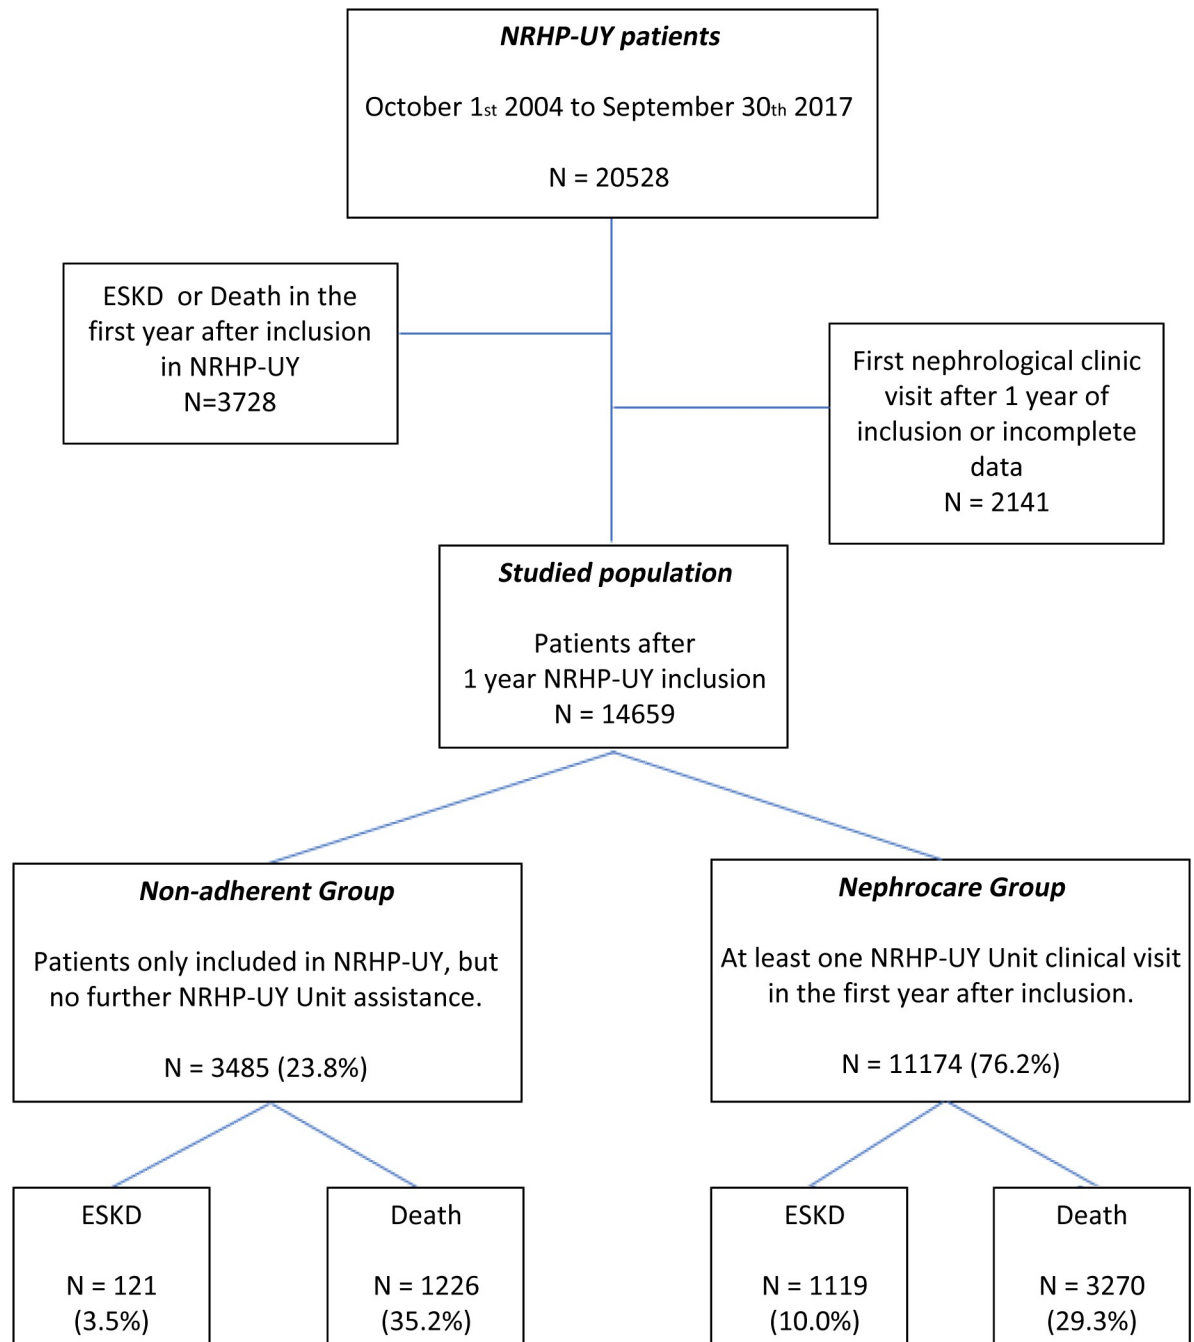 NRHP-UY patients
October 1st 2004 to September 30th 2017
N = 20528
ESKD or Death in the
first year after inclusion
in NRHP-UY
N=3728
First nephrological clinic
visit after 1 year of
inclusion or incomplete
data
N = 2141
Studied population
Patients after
1 year NRHP-UY inclusion
N = 14659
Non-adherent Group
Patients only included in NRHP-UY, but
no further NRHP-UY Unit assistance.
N = 3485 (23.8%)
Nephrocare Group
At least one NRHP-UY Unit clinical visit
in the first year after inclusion.
N = 11174 (76.2%)
ESKD
N = 121
(3.5%)
Death
N = 1226
(35.2%)
ESKD
N = 1119
(10.0%)
Death
N = 3270
(29.3%)